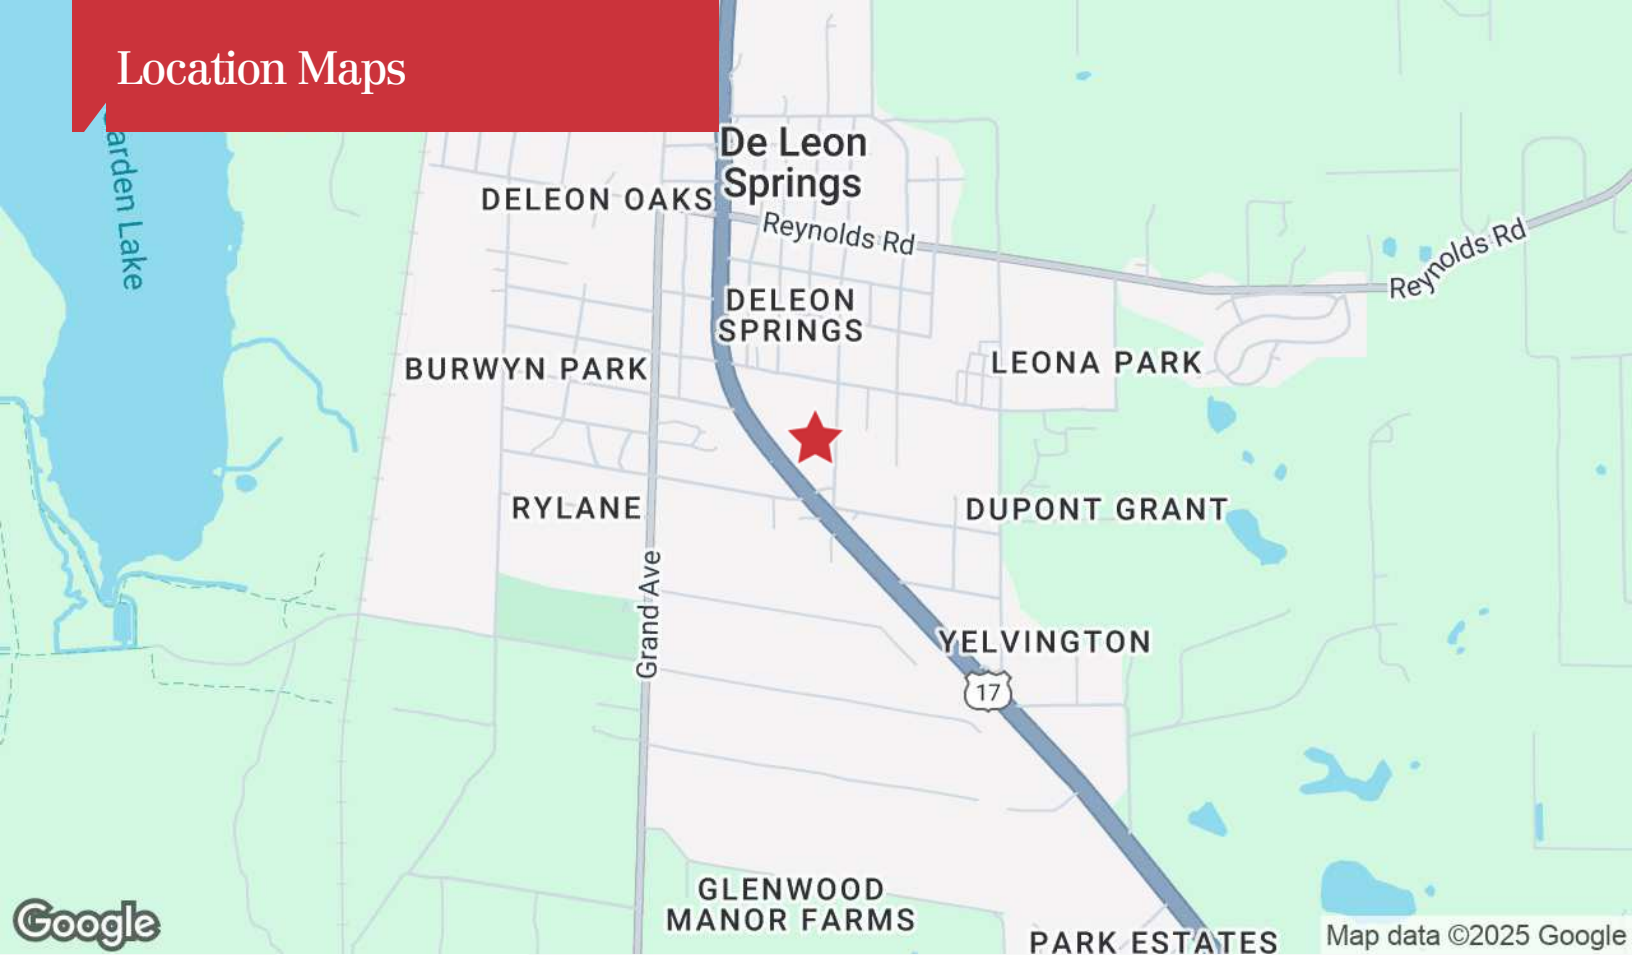 Location Maps
arden Lake
De Leon
Springs
DELEON OAKS
Reynolds Rd
Reynolds Rd
DELEON
SPRINGS
BURWYN PARK
LEONA PARK
RYLANE
DUPONT GRANT
Grand Ave
YELVINGTON
17
GLENWOOD
MANOR FARMS
PARK ESTATES
Google
Map data ©2025 Google